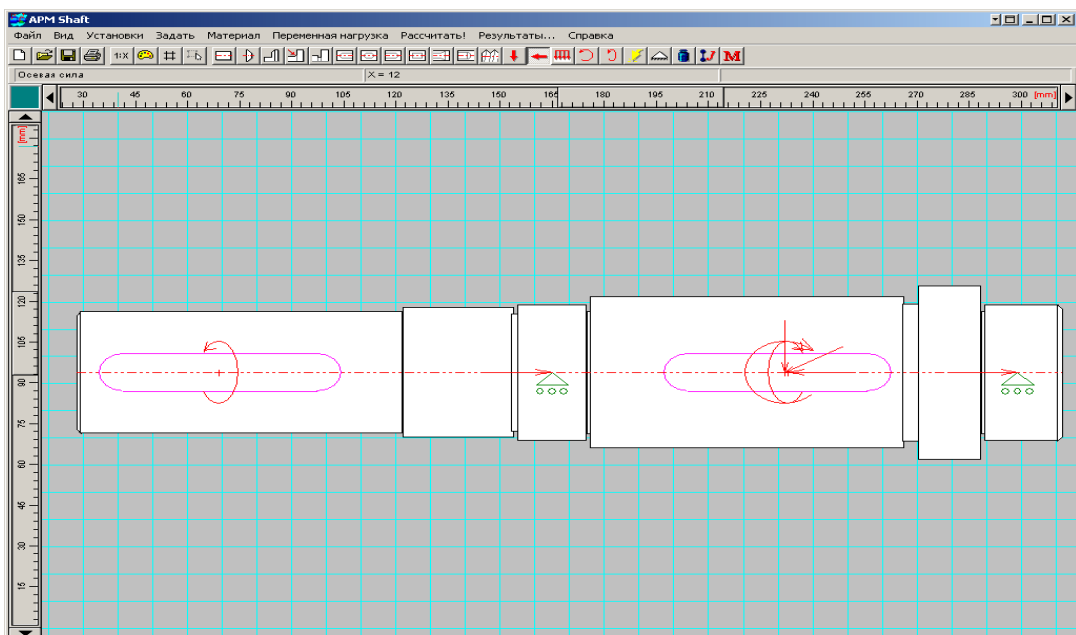 APM Shaft
Файл Вид Установки Задать Материал Переменная нагрузка Рассчитать! Результаты... Справка
1:X M
Осевая сила X = 12
30 45 60 75 90 105 120 135 150 165 180 195 210 225 240 255 270 285 300 [mm]
[mm]
165
150
135
120
105
90
75
60
45
30
15